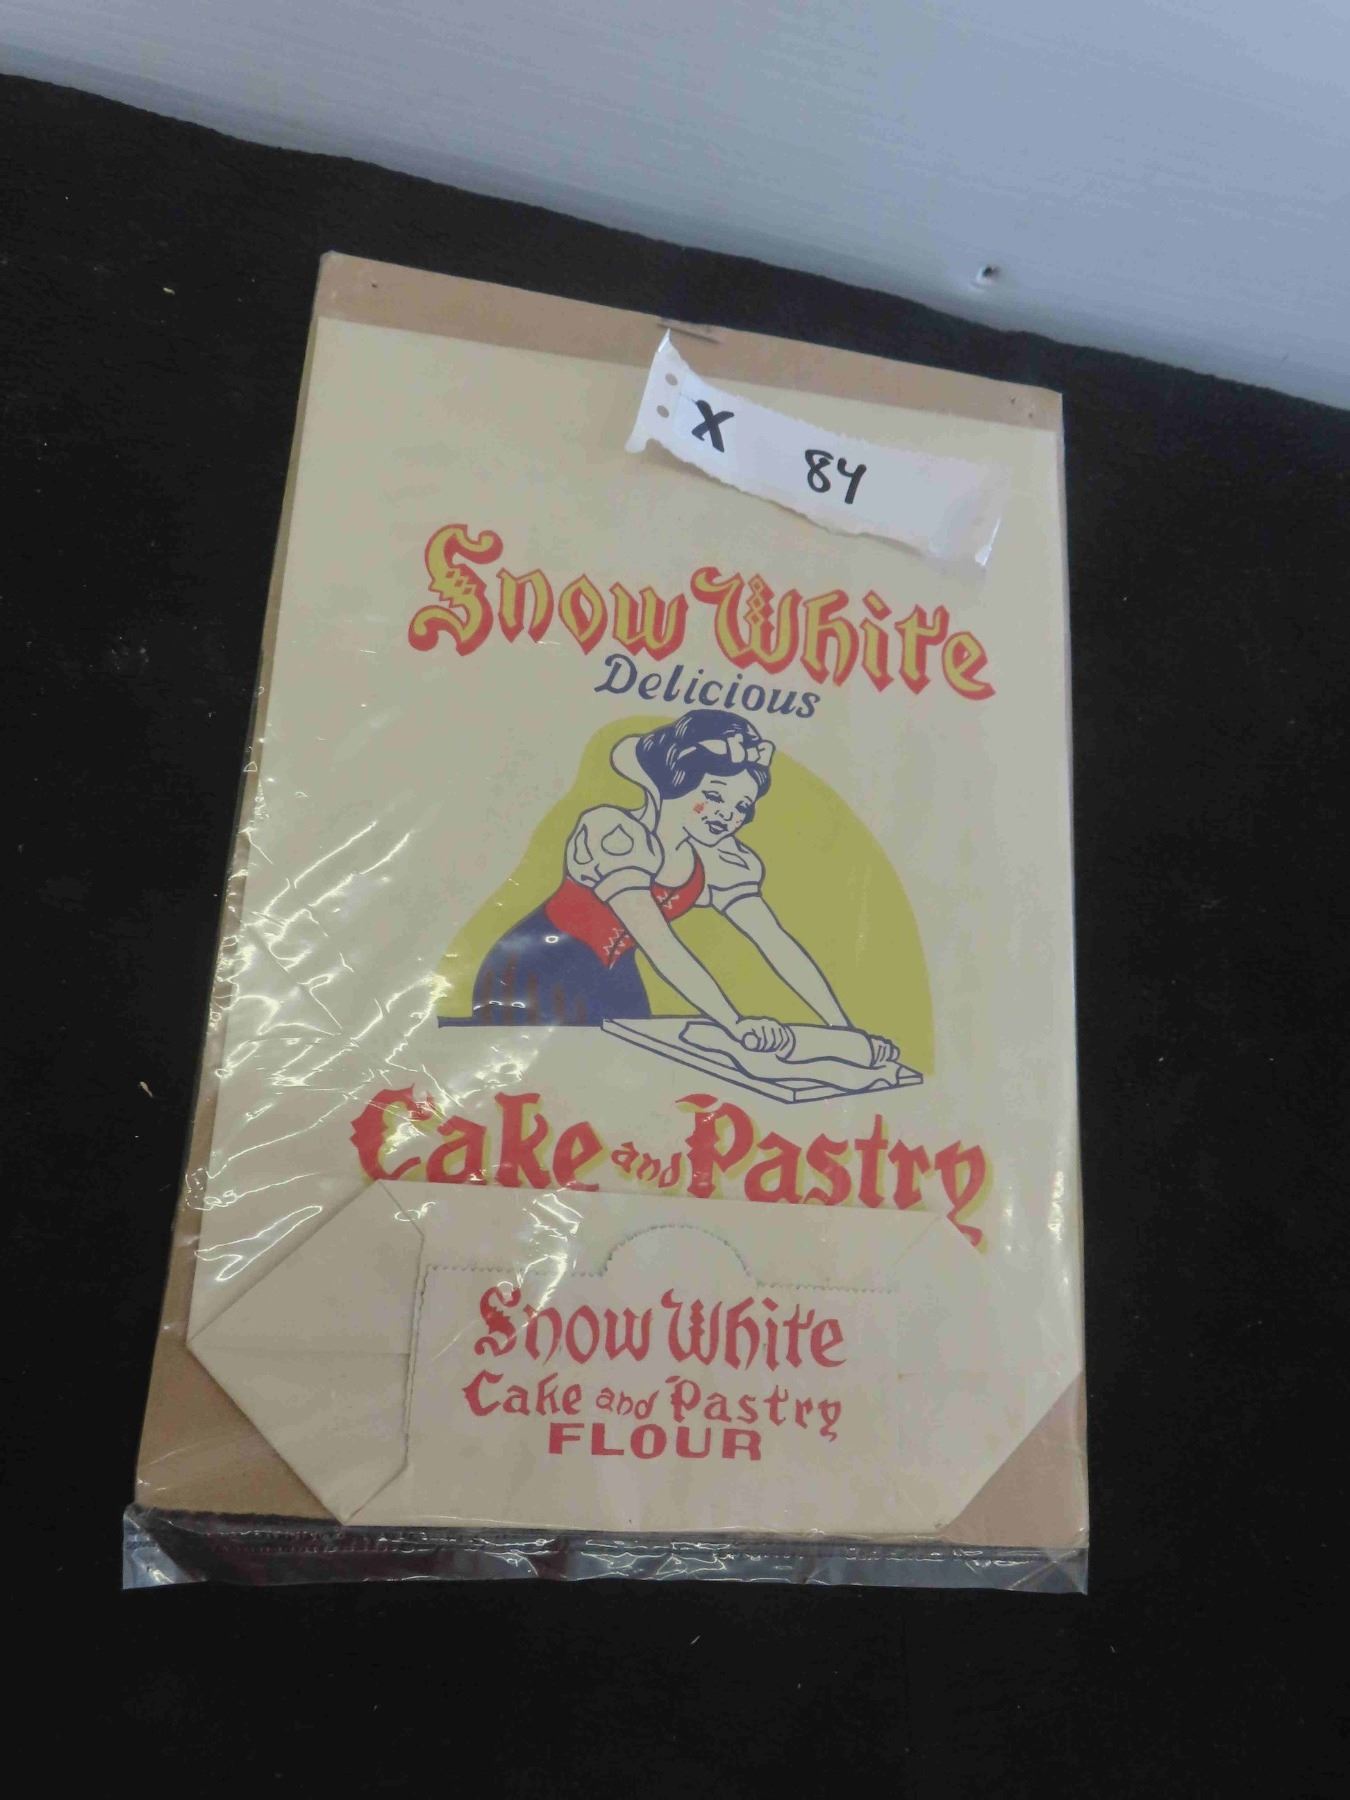 X 84
Snow White
Delicious
Cake and Pastry
Snow White
Cake and Pastry
FLOUR